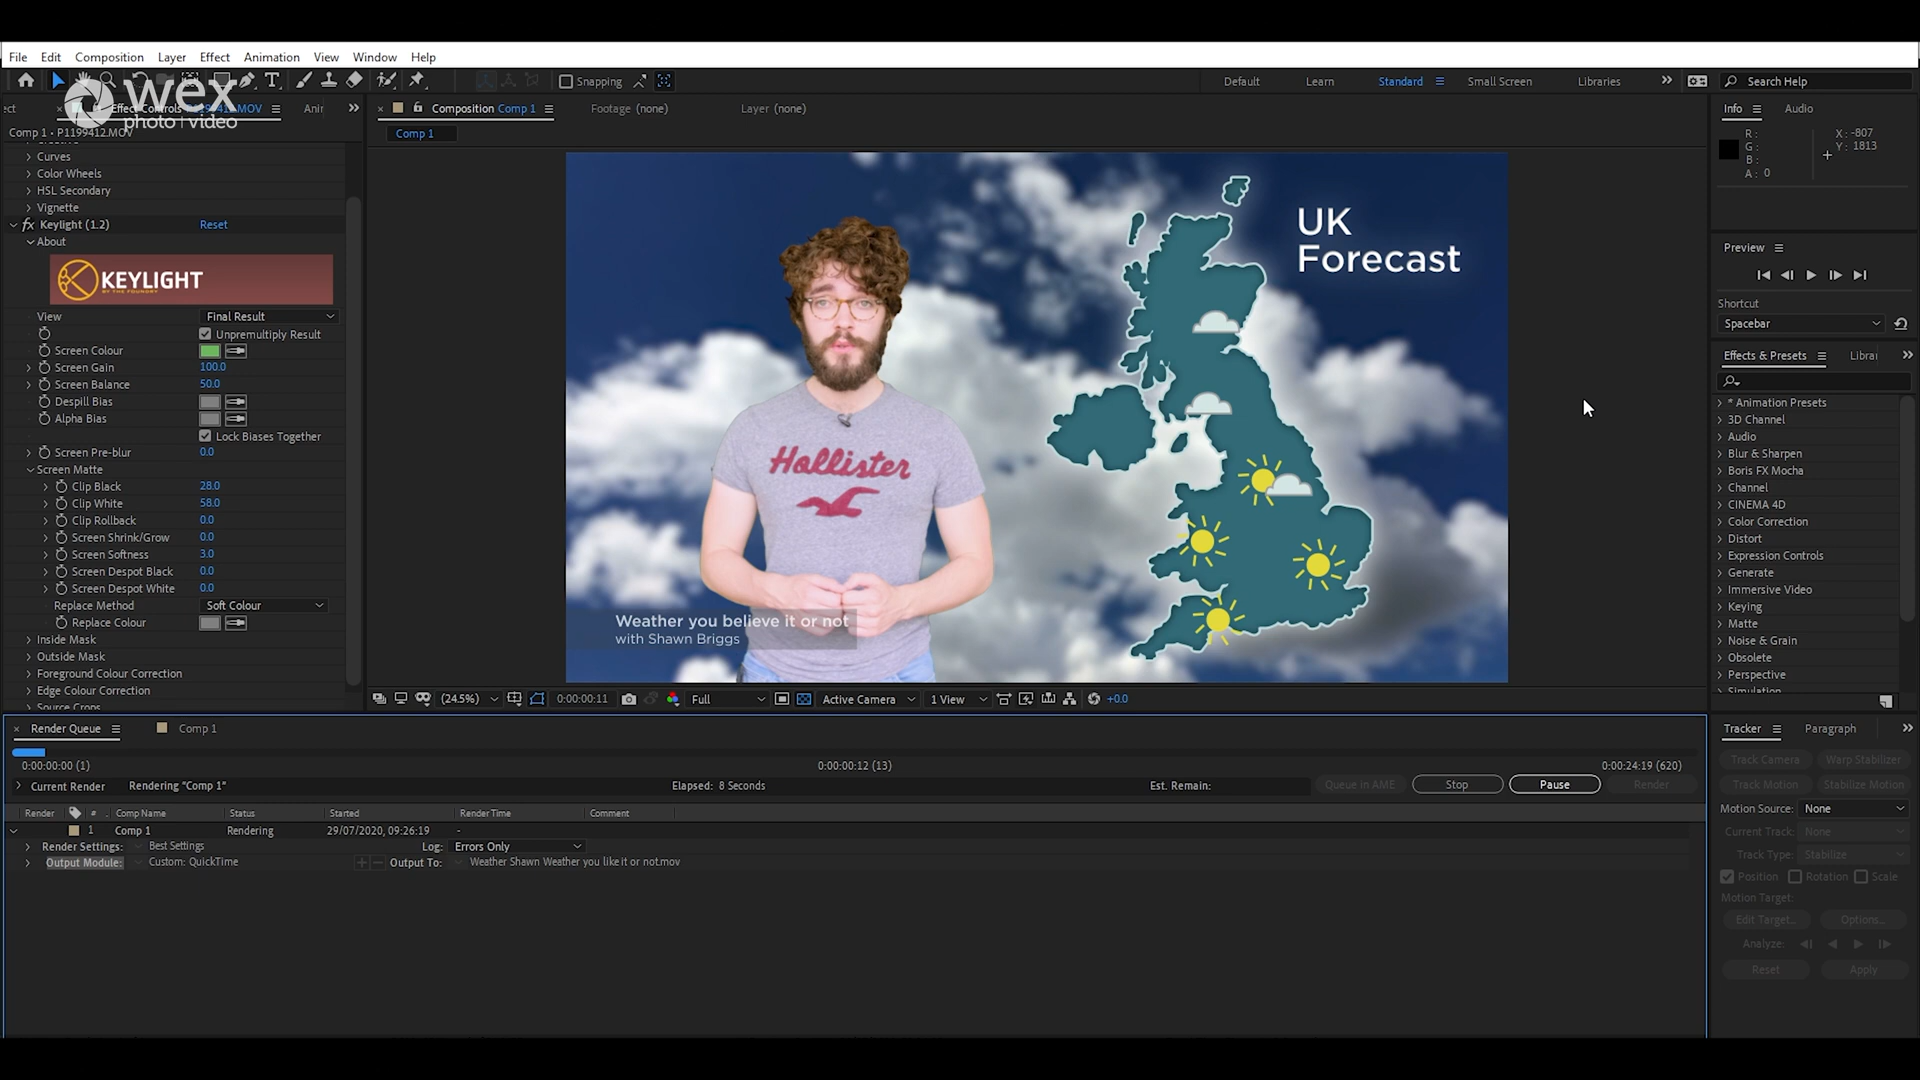 File Edit Composition Layer Effect Animation View Window Help
Snapping
Default Learn Standard Small Screen Libraries Search Help
wex
photo | video
Effect Controls P1199412.MOV
Composition Comp 1 Footage (none) Layer (none)
Info Audio
Comp 1 • P1199412.MOV
Comp 1
R:
G:
B:
A: 0
X: -807
Y: 1813
Curves
Color Wheels
HSL Secondary
Vignette
fx Keylight (1.2) Reset
About
KEYLIGHT
BY THE FOUNDRY
View Final Result
Unpremultiply Result
Screen Colour
Screen Gain 100.0
Screen Balance 50.0
Despill Bias
Alpha Bias
Lock Biases Together
Screen Pre-blur 0.0
Screen Matte
Clip Black 28.0
Clip White 58.0
Clip Rollback 0.0
Screen Shrink/Grow 0.0
Screen Softness 3.0
Screen Despot Black 0.0
Screen Despot White 0.0
Replace Method Soft Colour
Replace Colour
Inside Mask
Outside Mask
Foreground Colour Correction
Edge Colour Correction
Source Crops
UK
Forecast
Hollister
Weather you believe it or not
with Shawn Briggs
(24.5%) 0:00:00:11 Full Active Camera 1 View +0.0
Preview
Shortcut
Spacebar
Effects & Presets Librar
* Animation Presets
3D Channel
Audio
Blur & Sharpen
Boris FX Mocha
Channel
CINEMA 4D
Color Correction
Distort
Expression Controls
Generate
Immersive Video
Keying
Matte
Noise & Grain
Obsolete
Perspective
Simulation
Render Queue Comp 1
0:00:00:00 (1) 0:00:00:12 (13) 0:00:24:19 (620)
Current Render Rendering "Comp 1" Elapsed: 8 Seconds Est. Remain: Queue in AME Stop Pause Render
Render # Comp Name Status Started Render Time Comment
1 Comp 1 Rendering 29/07/2020, 09:26:19 -
Render Settings: Best Settings Log: Errors Only
Output Module: Custom: QuickTime Output To: Weather Shawn Weather you like it or not.mov
Tracker Paragraph
Track Camera Warp Stabilizer
Track Motion Stabilize Motion
Motion Source: None
Current Track: None
Track Type: Stabilize
Position Rotation Scale
Motion Target:
Edit Target... Options...
Analyze:
Reset Apply